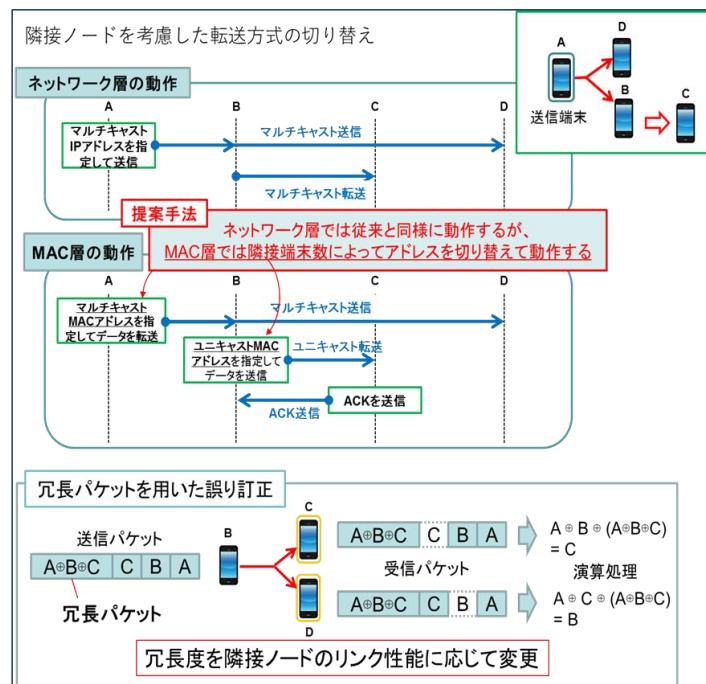 隣接ノードを考慮した転送方式の切り替え
A
D
B
C
送信端末
ネットワーク層の動作
A
B
C
D
マルチキャスト
IPアドレスを指
定して送信
マルチキャスト送信
マルチキャスト転送
提案手法
ネットワーク層では従来と同様に動作するが、
MAC層では隣接端末数によってアドレスを切り替えて動作する
MAC層の動作
A
B
C
D
マルチキャスト
MACアドレスを指
定してデータを転送
マルチキャスト送信
ユニキャストMAC
アドレスを指定して
データを送信
ユニキャスト転送
ACKを送信
ACK送信
冗長パケットを用いた誤り訂正
送信パケット
A⊕B⊕C C B A
冗長パケット
B
C
D
A⊕B⊕C C B A
受信パケット
A⊕B⊕C C B A
A ⊕ B ⊕ (A⊕B⊕C)
= C
演算処理
A ⊕ C ⊕ (A⊕B⊕C)
= B
冗長度を隣接ノードのリンク性能に応じて変更